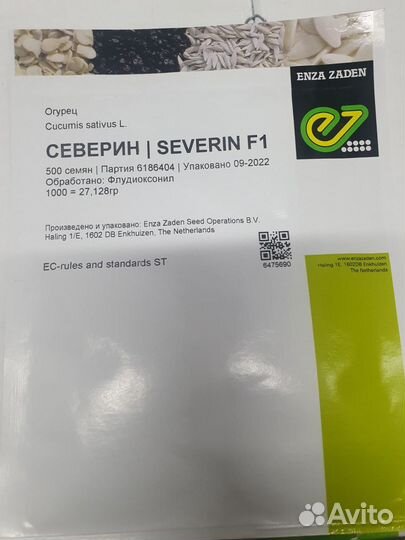 ENZA ZADEN
Огурец
Cucumis sativus L.
СЕВЕРИН | SEVERIN F1
500 семян | Партия 6186404 | Упаковано 09-2022
Обработано: Флудиоксонил
1000 = 27,128гр
Произведено и упаковано: Enza Zaden Seed Operations B.V.
Haling 1/E, 1602 DB Enkhuizen, The Netherlands
EC-rules and standards ST
6475690
www.enzazaden.com
Haling 1E, 1602DB Enkhuizen
The Netherlands
Avito